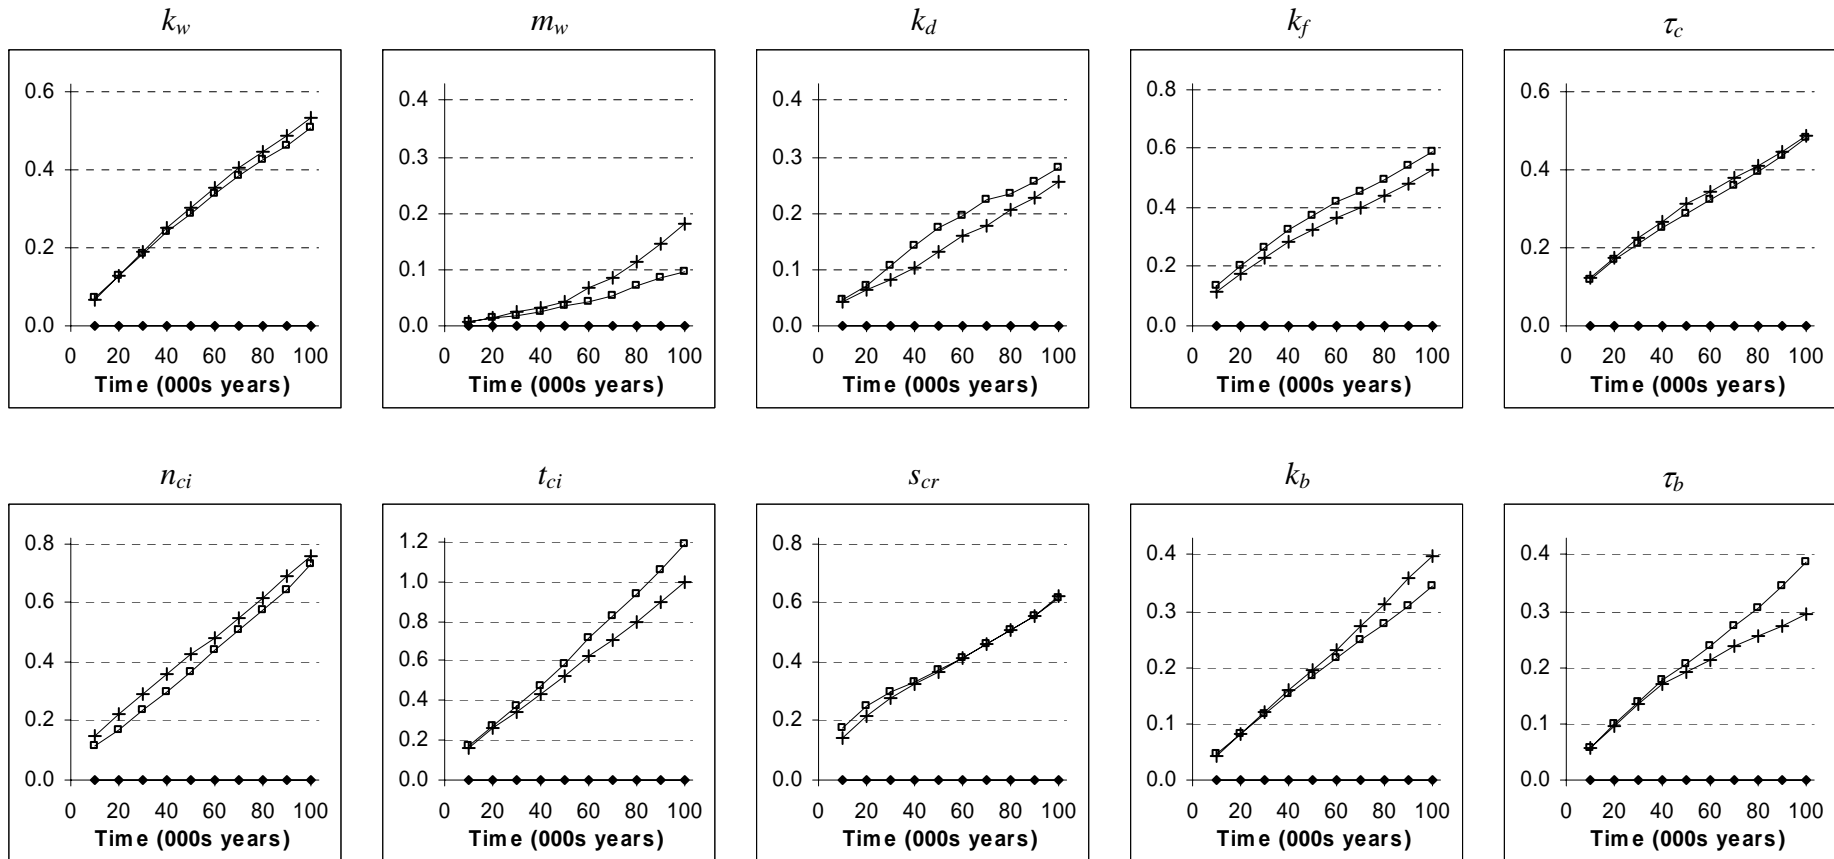 k_w m_w k_d k_f τ_c
0.6 0.4 0.4 0.8 0.6
0.3 0.3 0.6
0.4 0.4
0.2 0.2 0.4
0.2 0.1 0.1 0.2 0.2
0.0 0.0 0.0 0.0 0.0
0 20 40 60 80 100 0 20 40 60 80 100 0 20 40 60 80 100 0 20 40 60 80 100 0 20 40 60 80 100
Time (000s years) Time (000s years) Time (000s years) Time (000s years) Time (000s years)
n_ci t_ci s_cr k_b τ_b
0.8 1.2 0.8 0.4 0.4
1.0
0.6 0.6 0.3 0.3
0.8
0.4 0.6 0.4 0.2 0.2
0.4
0.2 0.2 0.1 0.1
0.2
0.0 0.0 0.0 0.0 0.0
0 20 40 60 80 100 0 20 40 60 80 100 0 20 40 60 80 100 0 20 40 60 80 100 0 20 40 60 80 100
Time (000s years) Time (000s years) Time (000s years) Time (000s years) Time (000s years)